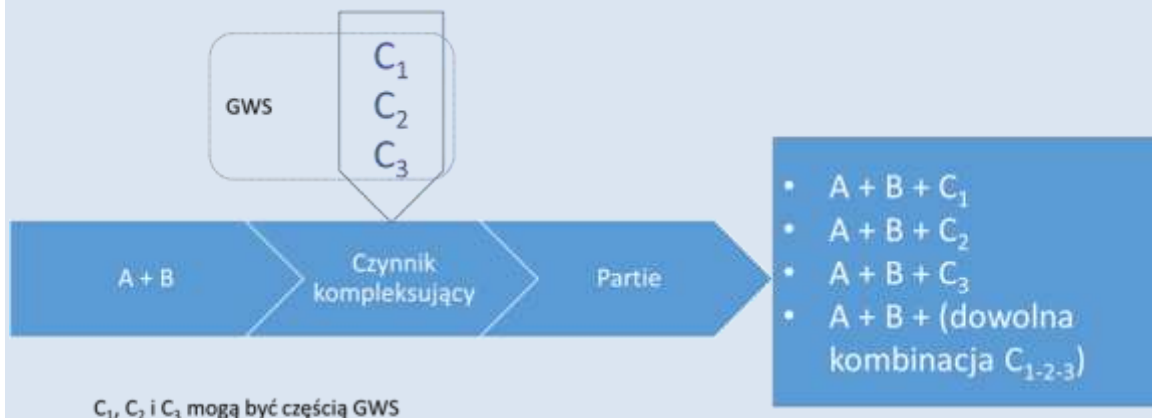 C₁
GWS
C₂
C₃
A + B
Czynnik
kompleksujący
Partie
• A + B + C₁
• A + B + C₂
• A + B + C₃
• A + B + (dowolna
kombinacja C₁₋₂₋₃)
C₁, C₂ i C₃ mogą być częścią GWS